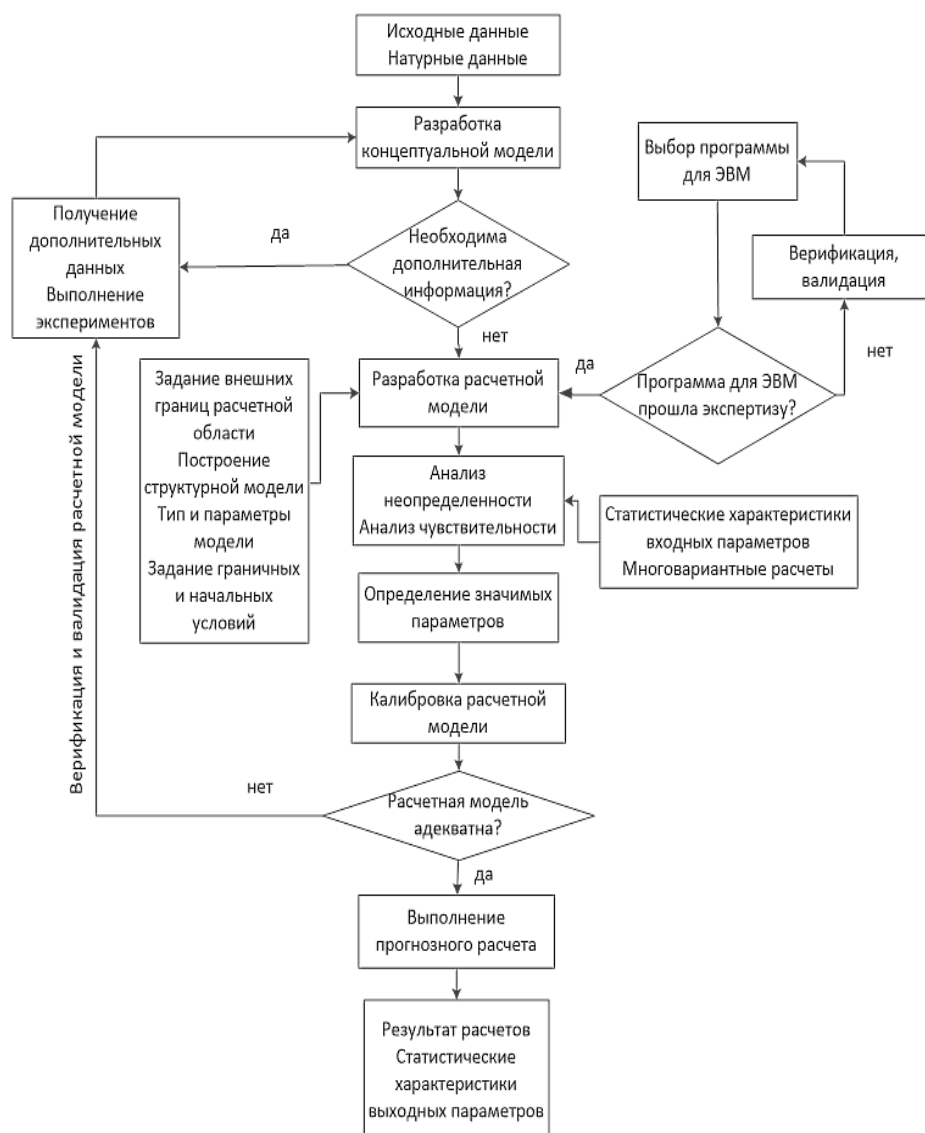 Исходные данные
Натурные данные
Разработка
концептуальной модели
Выбор программы
для ЭВМ
Получение
дополнительных
данных
Выполнение
экспериментов
да
Необходима
дополнительная
информация?
Верификация,
валидация
нет
нет
Верификация и валидация расчетной модели
Задание внешних
границ расчетной
области
Построение
структурной модели
Тип и параметры
модели
Задание граничных
и начальных
условий
Разработка расчетной
модели
да
Программа для ЭВМ
прошла экспертизу?
Анализ
неопределенности
Анализ чувствительности
Статистические характеристики
входных параметров
Многовариантные расчеты
Определение значимых
параметров
Калибровка расчетной
модели
нет
Расчетная модель
адекватна?
да
Выполнение
прогнозного расчета
Результат расчетов
Статистические
характеристики
выходных параметров